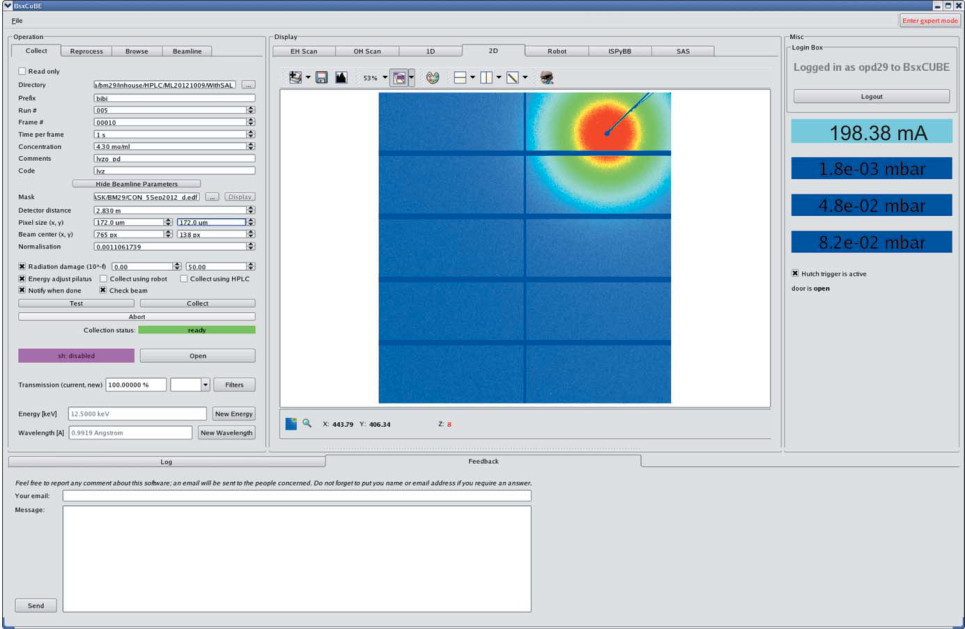 BsxCuBE
File
Enter expert mode
Operation
Collect Reprocess Browse Beamline
Read only
Directory a/bm29/inhouse/HPLC/ML20121009/WithSAL ...
Prefix bibi
Run # 005
Frame # 00010
Time per frame 1 s
Concentration 4.30 mg/ml
Comments lyzo_pd
Code lyz
Hide Beamline Parameters
Mask ASK/BM29/CON_5Sep2012_d.edf ... Display
Detector distance 2.830 m
Pixel size (x, y) 172.0 um 172.0 um
Beam center (x, y) 765 px 138 px
Normalisation 0.0011061739
Radiation damage (10^-f) 0.00 50.00
Energy adjust pilatus Collect using robot Collect using HPLC
Notify when done Check beam
Test Collect
Abort
Collection status: ready
sh: disabled Open
Transmission (current, new) 100.00000 % Filters
Energy [keV] 12.5000 keV New Energy
Wavelength [A] 0.9919 Angstrom New Wavelength
Display
EH Scan OH Scan 1D 2D Robot ISPyBB SAS
53%
X: 443.79 Y: 406.34 Z: 8
Misc
Login Box
Logged in as opd29 to BsxCUBE
Logout
198.38 mA
1.8e-03 mbar
4.8e-02 mbar
8.2e-02 mbar
Hutch trigger is active
door is open
Log Feedback
Feel free to report any comment about this software; an email will be sent to the people concerned. Do not forget to put you name or email address if you require an answer.
Your email:
Message:
Send